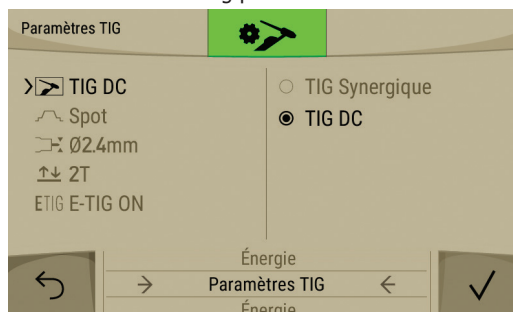 Paramètres TIG
TIG DC
Spot
Ø2.4mm
2T
ETIG E-TIG ON
TIG Synergique
TIG DC
Énergie
Paramètres TIG
Énergie